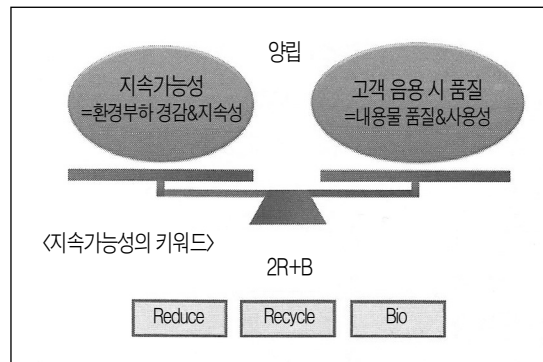 양립
지속가능성
=환경부하 경감&지속성
고객 음용 시 품질
=내용물 품질&사용성
〈지속가능성의 키워드〉
2R+B
Reduce
Recycle
Bio